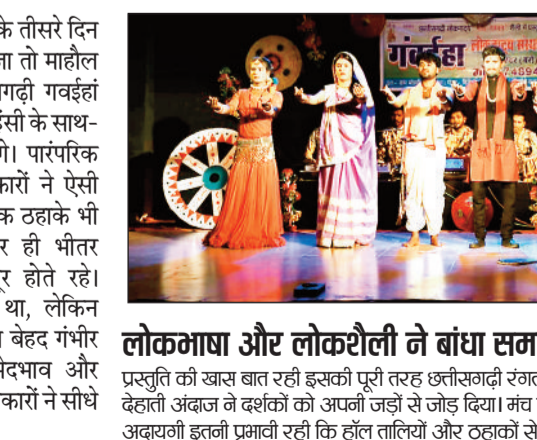 के तीसरे दिन
तो माहौल
गढ़ी गवईहां
के साथ-
गे। पारंपरिक
कारों ने ऐसी
क ठहाके भी
र ही भीतर
र होते रहे।
था, लेकिन
बेहद गंभीर
और
कारों ने सीधे
गंवईहा
लोकभाषा और लोकशैली ने बांधा सम
प्रस्तुति की खास बात रही इसकी पूरी तरह छत्तीसगढ़ी रंगत
देहाती अंदाज ने दर्शकों को अपनी जड़ों से जोड़ दिया। मंच
अदायगी इतनी प्रभावी रही कि हॉल तालियों और ठहाकों से